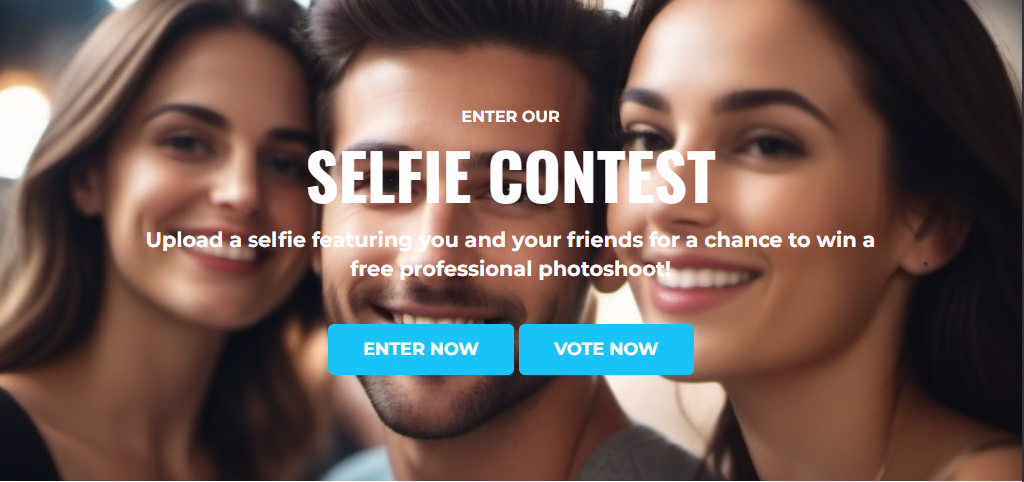 ENTER OUR
SELFIE CONTEST
Upload a selfie featuring you and your friends for a chance to win a
free professional photoshoot!
ENTER NOW
VOTE NOW